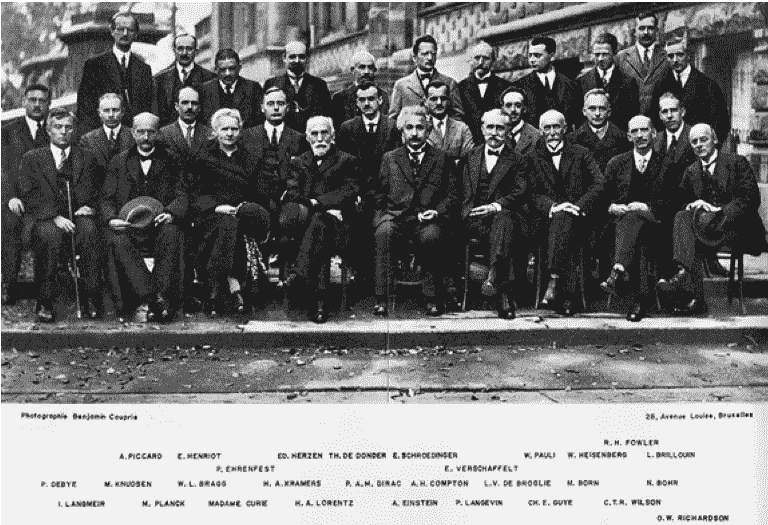 Photographie Benjamin Couprie 28, Avenue Louise, Bruxelles
R. H. FOWLER
A. PICCARD E. HENRIOT ED. HERZEN TH. DE DONDER E. SCHROEDINGER W. PAULI W. HEISENBERG L. BRILLOUIN
P. EHRENFEST E. VERSCHAFFELT
P. DEBYE M. KNUDSEN W. L. BRAGG H. A. KRAMERS P. A. M. DIRAC A. H. COMPTON L. V. DE BROGLIE M. BORN N. BOHR
I. LANGMEIR M. PLANCK MADAME CURIE H. A. LORENTZ A. EINSTEIN P. LANGEVIN CH. E. GUYE C.T.R. WILSON
O. W. RICHARDSON